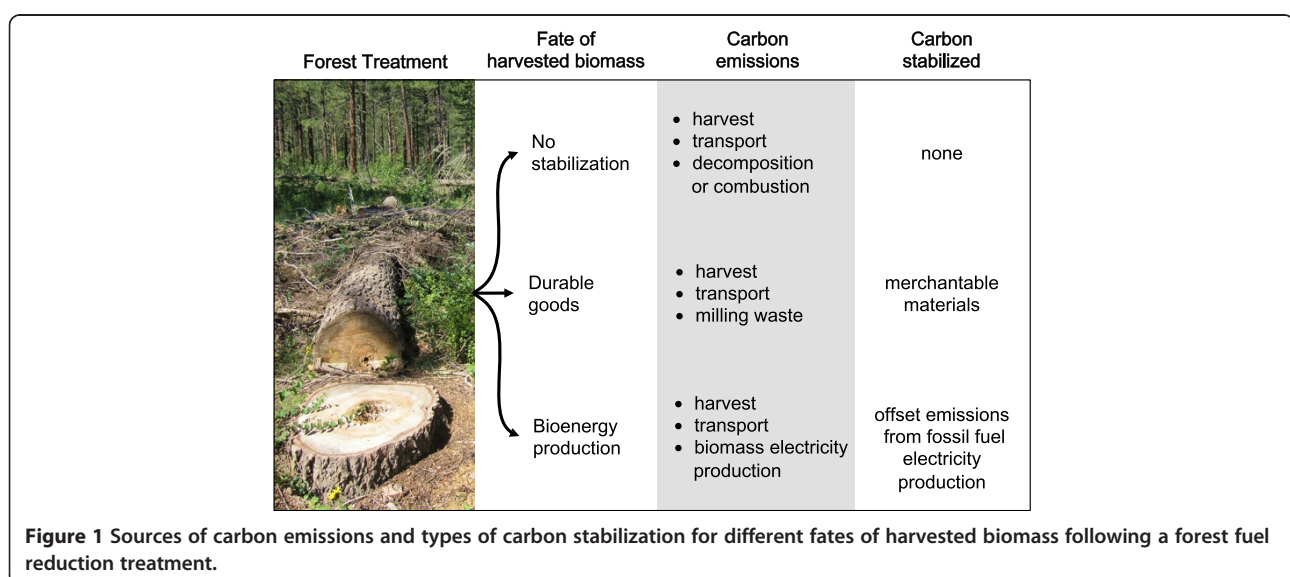 Forest Treatment
Fate of
harvested biomass
Carbon
emissions
Carbon
stabilized
No
stabilization
• harvest
• transport
• decomposition
or combustion
none
Durable
goods
• harvest
• transport
• milling waste
merchantable
materials
Bioenergy
production
• harvest
• transport
• biomass electricity
production
offset emissions
from fossil fuel
electricity
production
Figure 1 Sources of carbon emissions and types of carbon stabilization for different fates of harvested biomass following a forest fuel
reduction treatment.